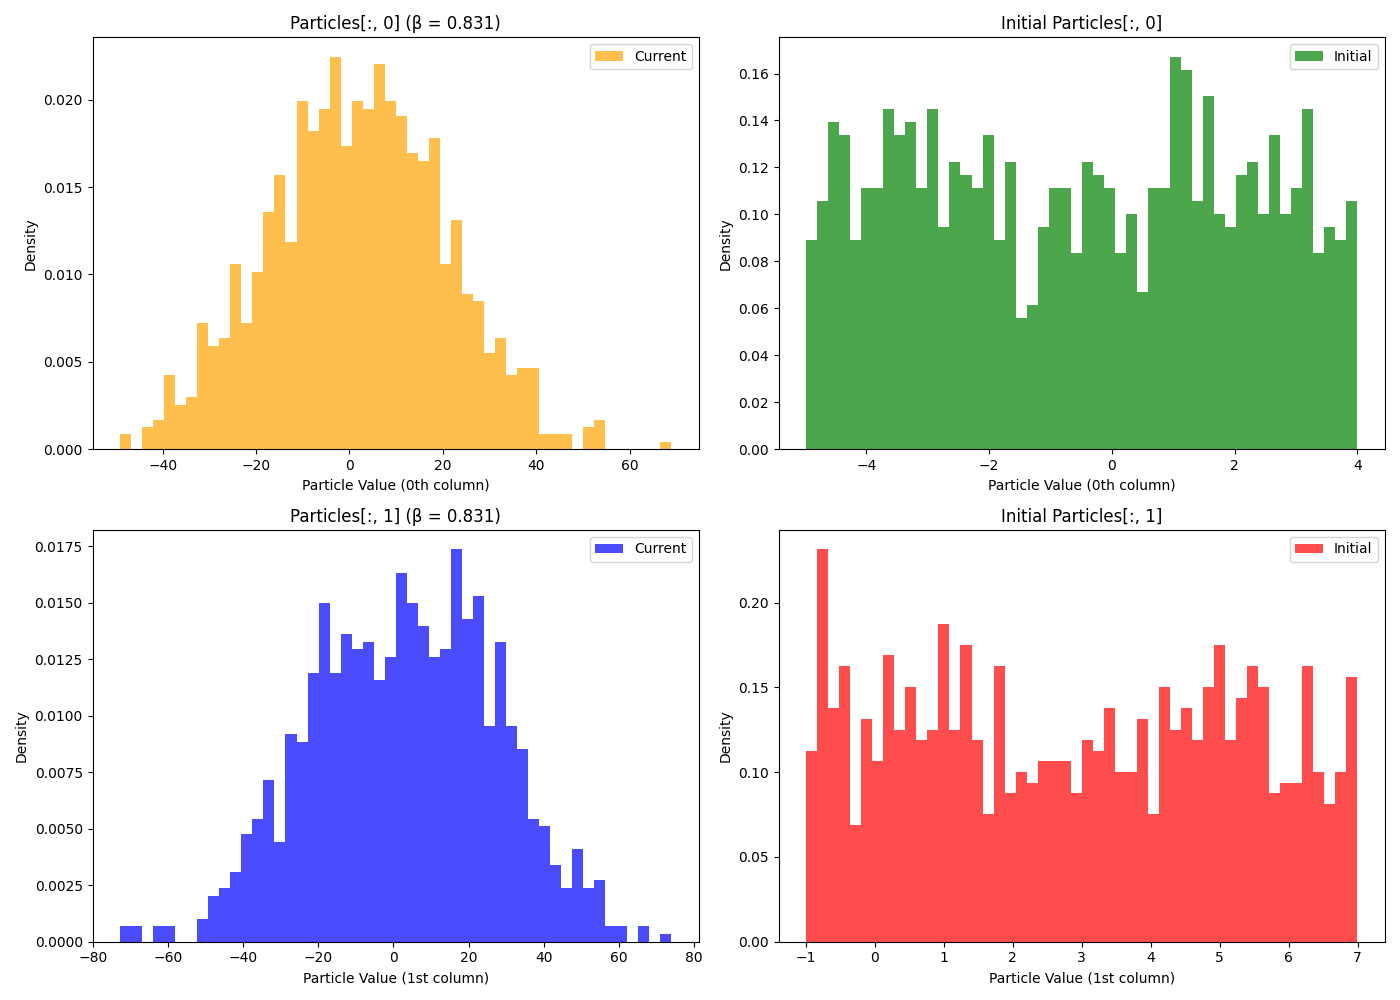 Particles[:, 0] (β = 0.831)
Current
0.020
0.015
0.010
0.005
0.000
Density
−40 −20 0 20 40 60
Particle Value (0th column)
Initial Particles[:, 0]
Initial
0.16
0.14
0.12
0.10
0.08
0.06
0.04
0.02
0.00
Density
−4 −2 0 2 4
Particle Value (0th column)
Particles[:, 1] (β = 0.831)
Current
0.0175
0.0150
0.0125
0.0100
0.0075
0.0050
0.0025
0.0000
Density
−80 −60 −40 −20 0 20 40 60 80
Particle Value (1st column)
Initial Particles[:, 1]
Initial
0.20
0.15
0.10
0.05
0.00
Density
−1 0 1 2 3 4 5 6 7
Particle Value (1st column)